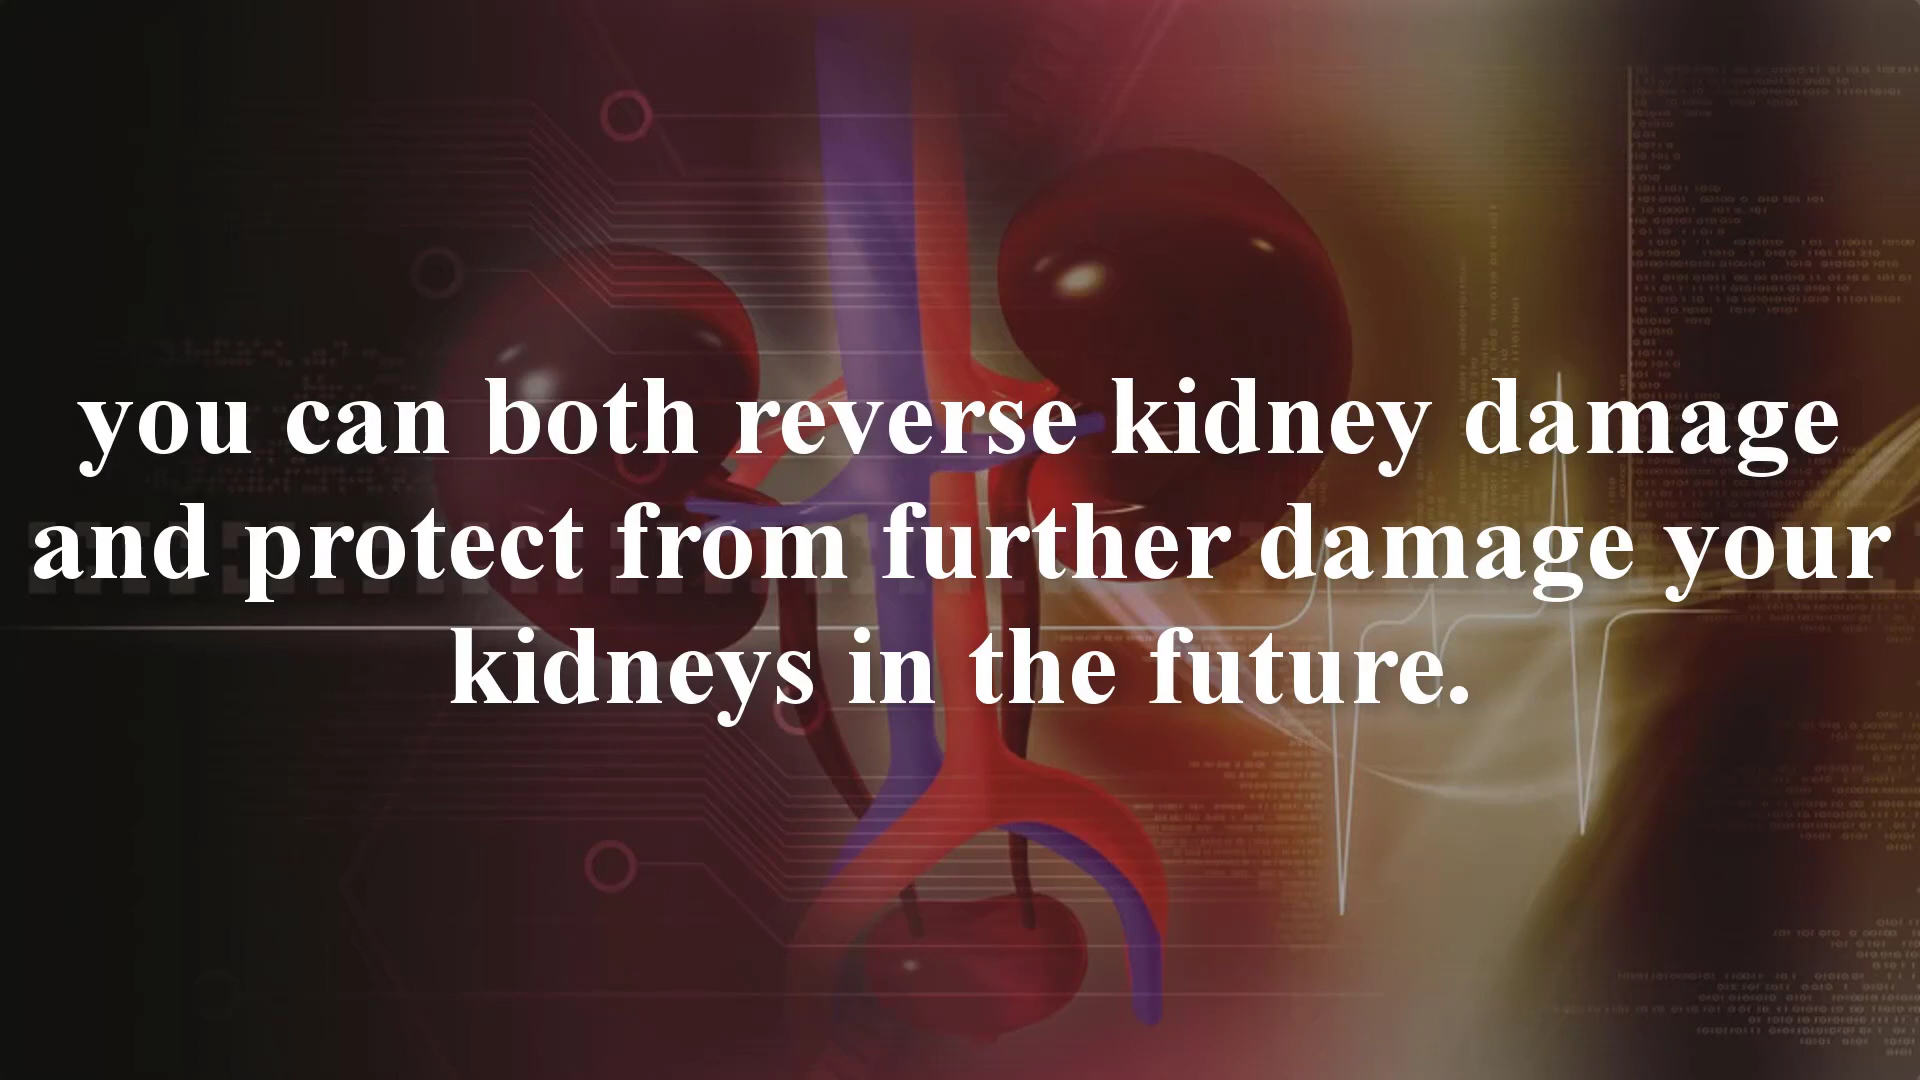 you can both reverse kidney damage
and protect from further damage your
kidneys in the future.